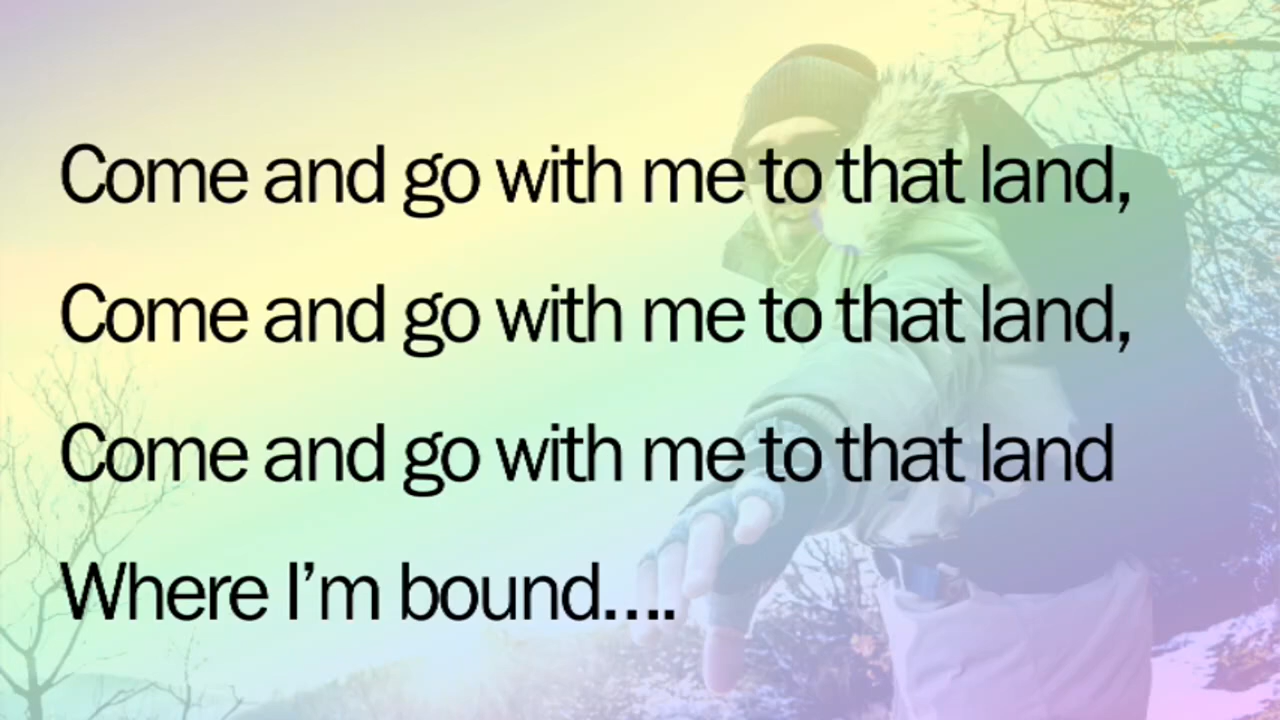 Come and go with me to that land,
Come and go with me to that land,
Come and go with me to that land
Where I’m bound....